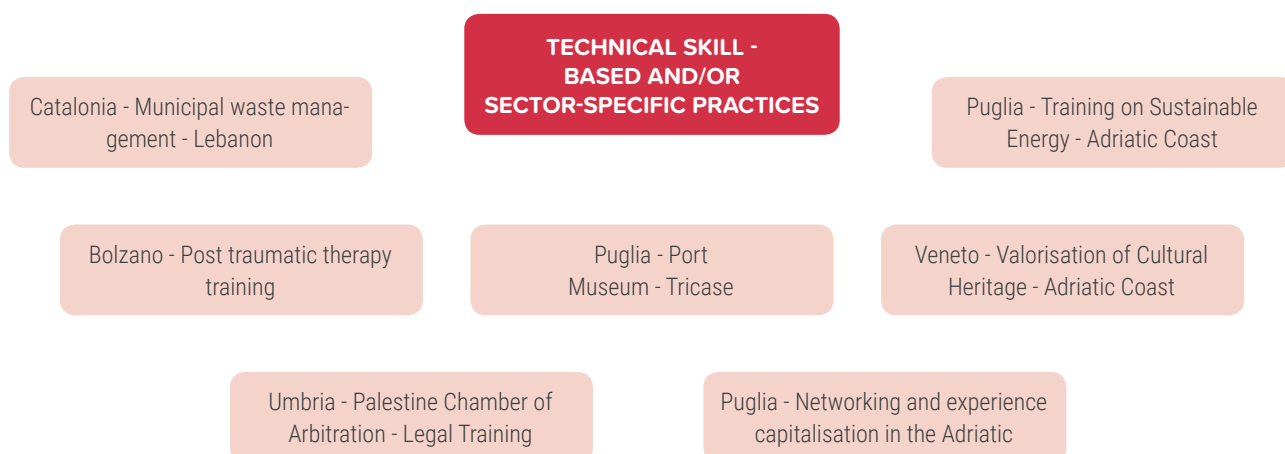 TECHNICAL SKILL -
BASED AND/OR
SECTOR-SPECIFIC PRACTICES
Catalonia - Municipal waste mana-
gement - Lebanon
Puglia - Training on Sustainable
Energy - Adriatic Coast
Bolzano - Post traumatic therapy
training
Puglia - Port
Museum - Tricase
Veneto - Valorisation of Cultural
Heritage - Adriatic Coast
Umbria - Palestine Chamber of
Arbitration - Legal Training
Puglia - Networking and experience
capitalisation in the Adriatic